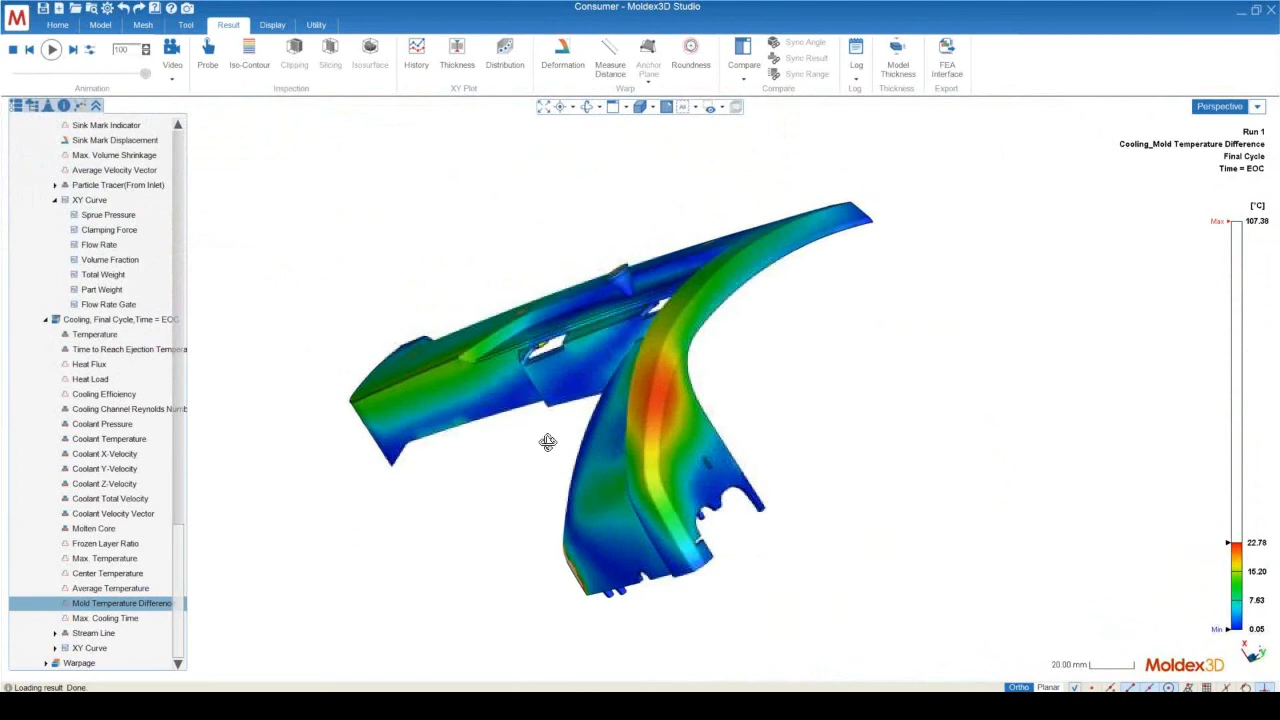 Consumer - Moldex3D Studio
Home Model Mesh Tool Result Display Utility
100
Video
Probe Iso-Contour Clipping Slicing Isosurface
History Thickness Distribution
Deformation Measure Distance Anchor Plane Roundness
Compare Sync Angle
Sync Result
Sync Range
Log Model Thickness FEA Interface
Animation Inspection XY Plot Warp Compare Log Thickness Export
Perspective
Sink Mark Indicator
Sink Mark Displacement
Max. Volume Shrinkage
Average Velocity Vector
Particle Tracer(From Inlet)
XY Curve
Sprue Pressure
Clamping Force
Flow Rate
Volume Fraction
Total Weight
Part Weight
Flow Rate Gate
Cooling, Final Cycle,Time = EOC
Temperature
Time to Reach Ejection Tempera
Heat Flux
Heat Load
Cooling Efficiency
Cooling Channel Reynolds Numb
Coolant Pressure
Coolant Temperature
Coolant X-Velocity
Coolant Y-Velocity
Coolant Z-Velocity
Coolant Total Velocity
Coolant Velocity Vector
Molten Core
Frozen Layer Ratio
Max. Temperature
Center Temperature
Average Temperature
Mold Temperature Differenc
Max. Cooling Time
Stream Line
XY Curve
Warpage
Run 1
Cooling_Mold Temperature Difference
Final Cycle
Time = EOC
[°C]
Max 107.38
22.78
15.20
7.63
Min 0.05
X
y
20.00 mm
Moldex3D
Loading result Done.
Ortho Planar